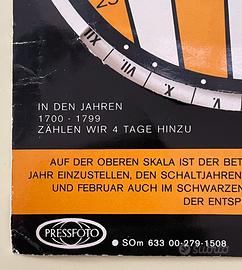 25
XII
VII.
V.
IN DEN JAHREN
1700 - 1799
ZÄHLEN WIR 4 TAGE HINZU
AUF DER OBEREN SKALA IST DER BET
JAHR EINZUSTELLEN, DEN SCHALTJAHREN
UND FEBRUAR AUCH IM SCHWARZEN
DER ENTSP
PRESSFOTO
SOm 633 00-279-1508